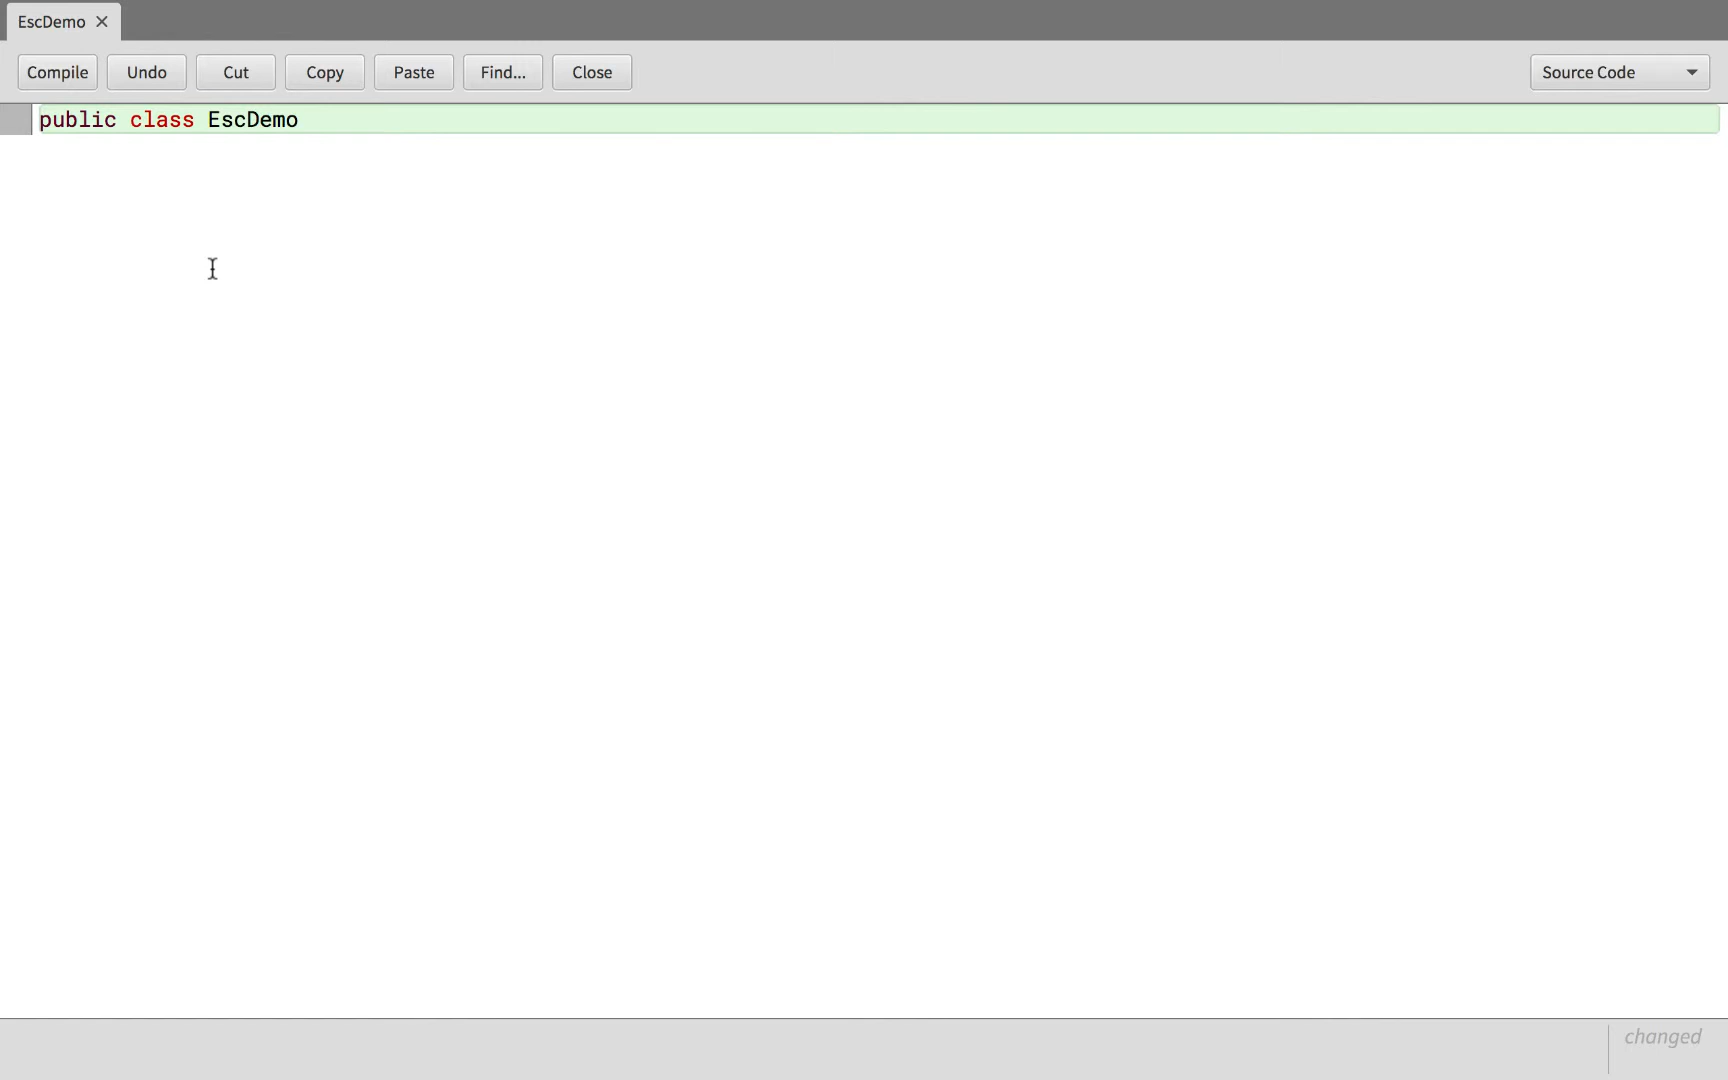 EscDemo
Compile Undo Cut Copy Paste Find... Close Source Code
public class EscDemo
changed